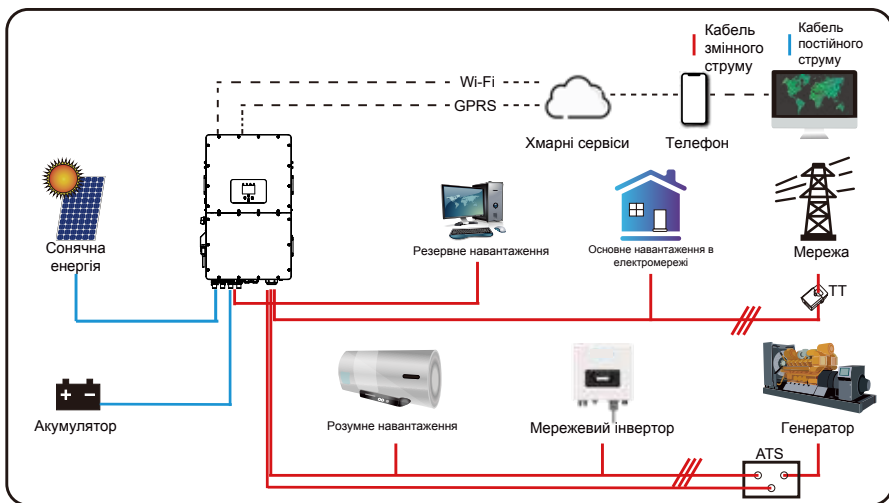 Кабель
змінного
струму
Кабель
постійного
струму
Wi-Fi
GPRS
Хмарні сервіси
Телефон
Сонячна
енергія
Резервне навантаження
Основне навантаження в
електромережі
Мережа
ТТ
Акумулятор
Розумне навантаження
Мережевий інвертор
Генератор
ATS